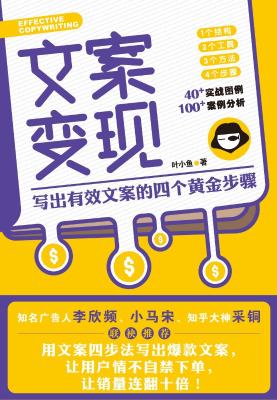 EFFECTIVE
COPYWRITING
文案
变现
1个结构
2个工具
3个方法
4个步骤
40+实战图例
100+案例分析
叶小鱼 著
写出有效文案的四个黄金步骤
$
$
$
$
知名广告人李欣频、小马宋、知乎大神采铜
联袂推荐
用文案四步法写出爆款文案，
让用户情不自禁下单，
让销量连翻十倍！